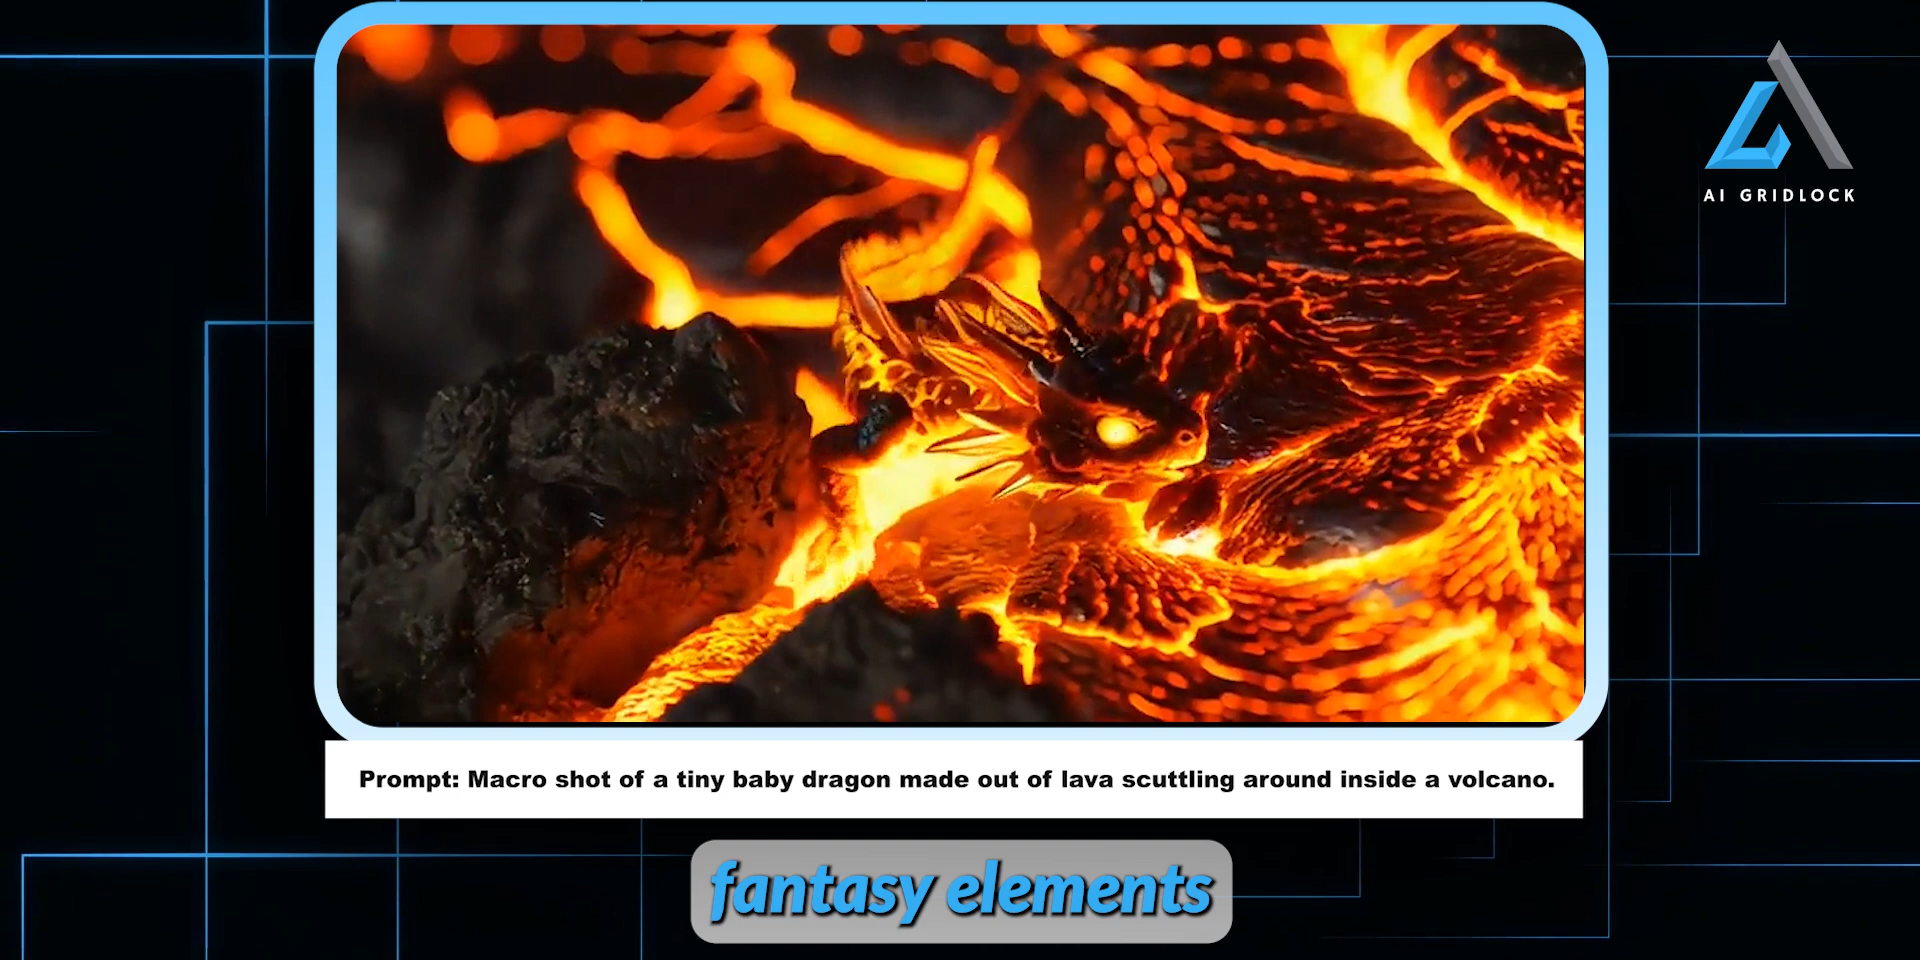 AI GRIDLOCK
Prompt: Macro shot of a tiny baby dragon made out of lava scuttling around inside a volcano.
fantasy elements